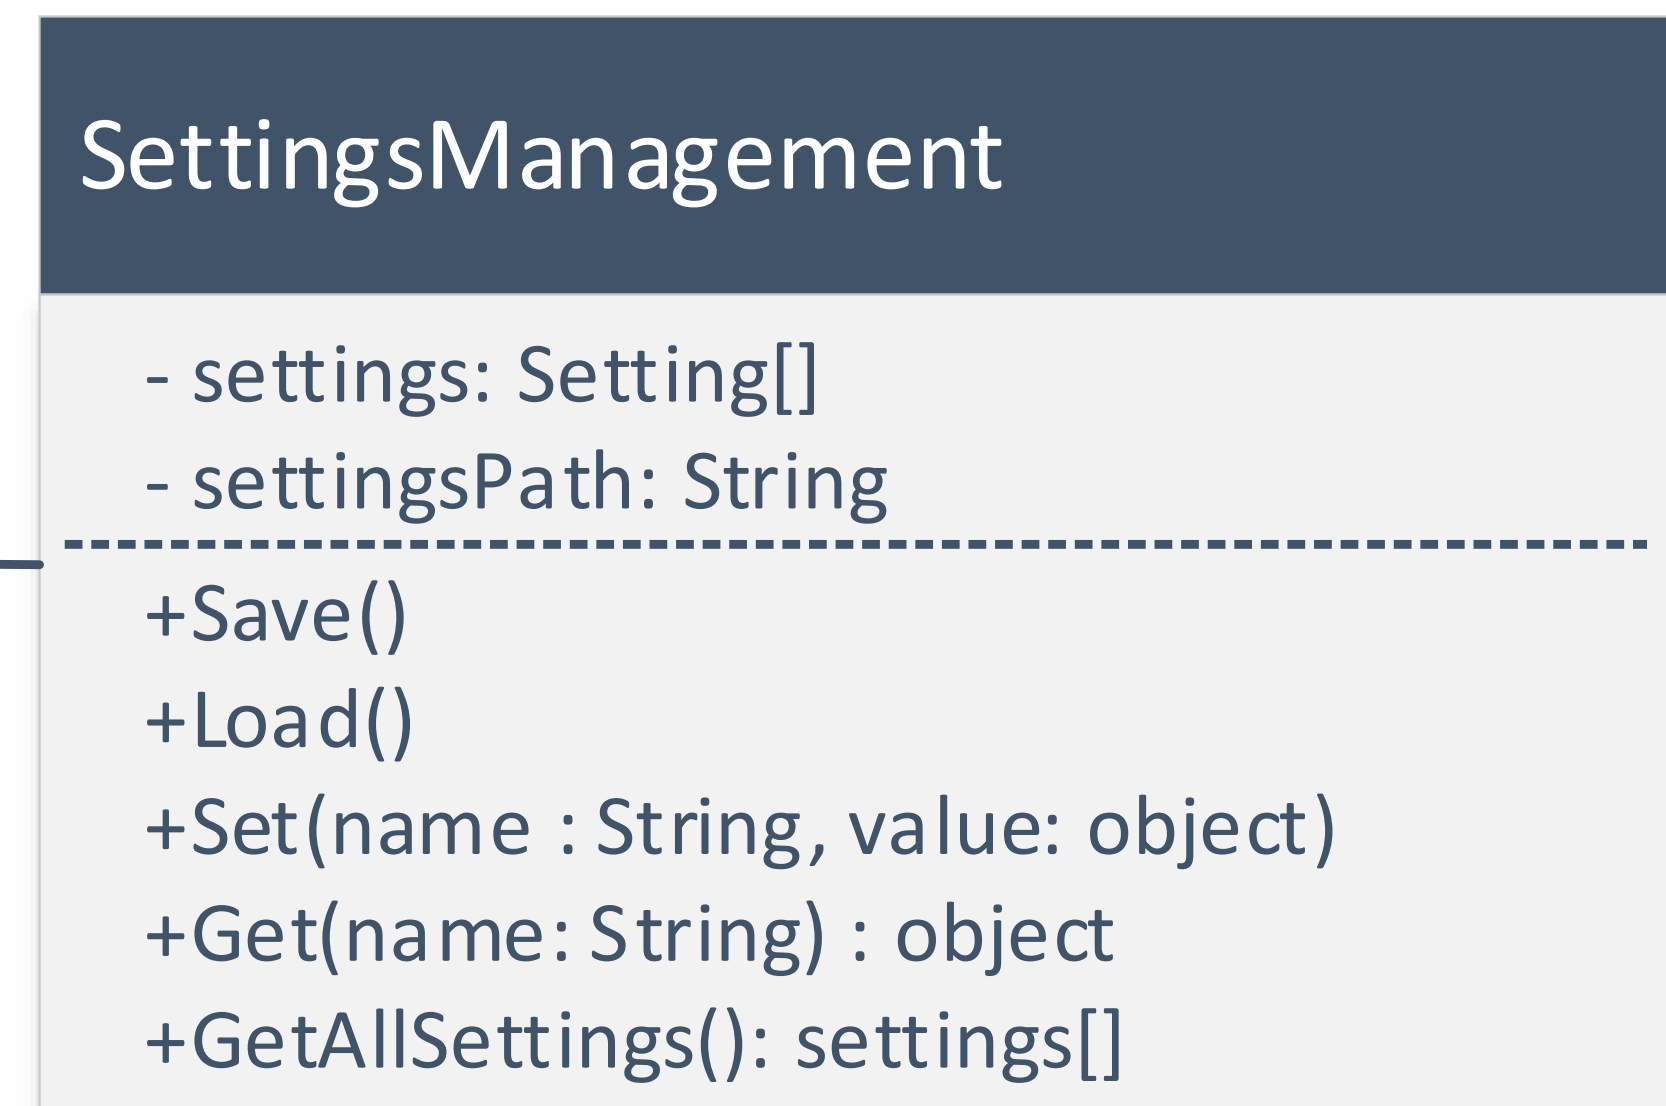 SettingsManagement
- settings: Setting[]
- settingsPath: String
+Save()
+Load()
+Set(name : String, value: object)
+Get(name: String) : object
+GetAllSettings(): settings[]